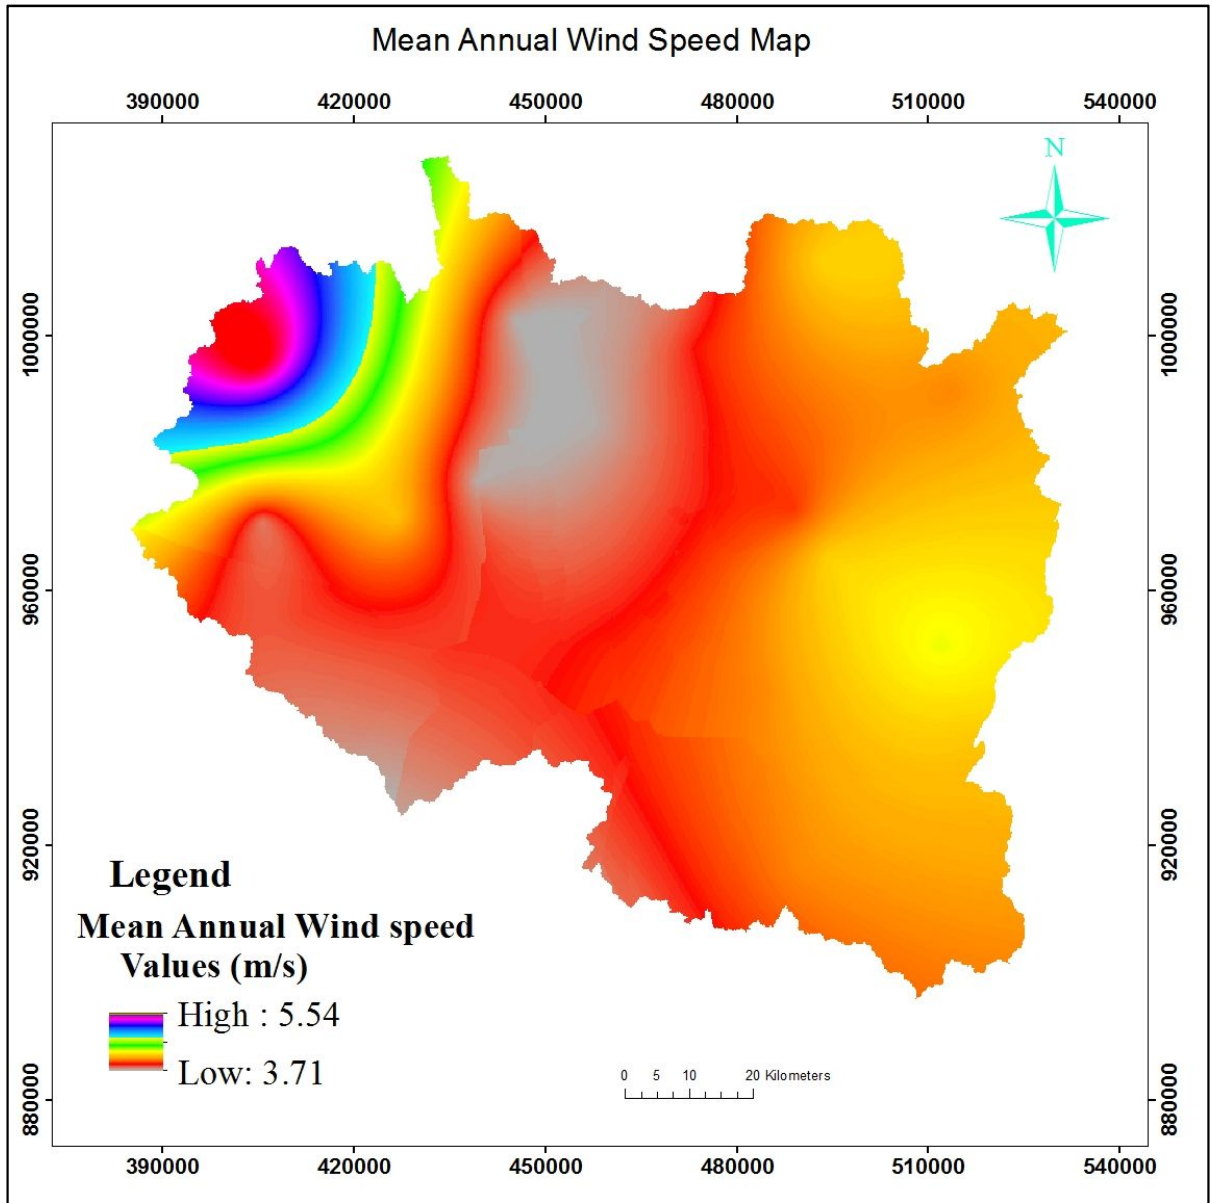 Mean Annual Wind Speed Map
390000 420000 450000 480000 510000 540000
N
1000000 1000000
960000 960000
920000 920000
Legend
Mean Annual Wind speed
Values (m/s)
High : 5.54
Low: 3.71
0 5 10 20 Kilometers
880000 880000
390000 420000 450000 480000 510000 540000